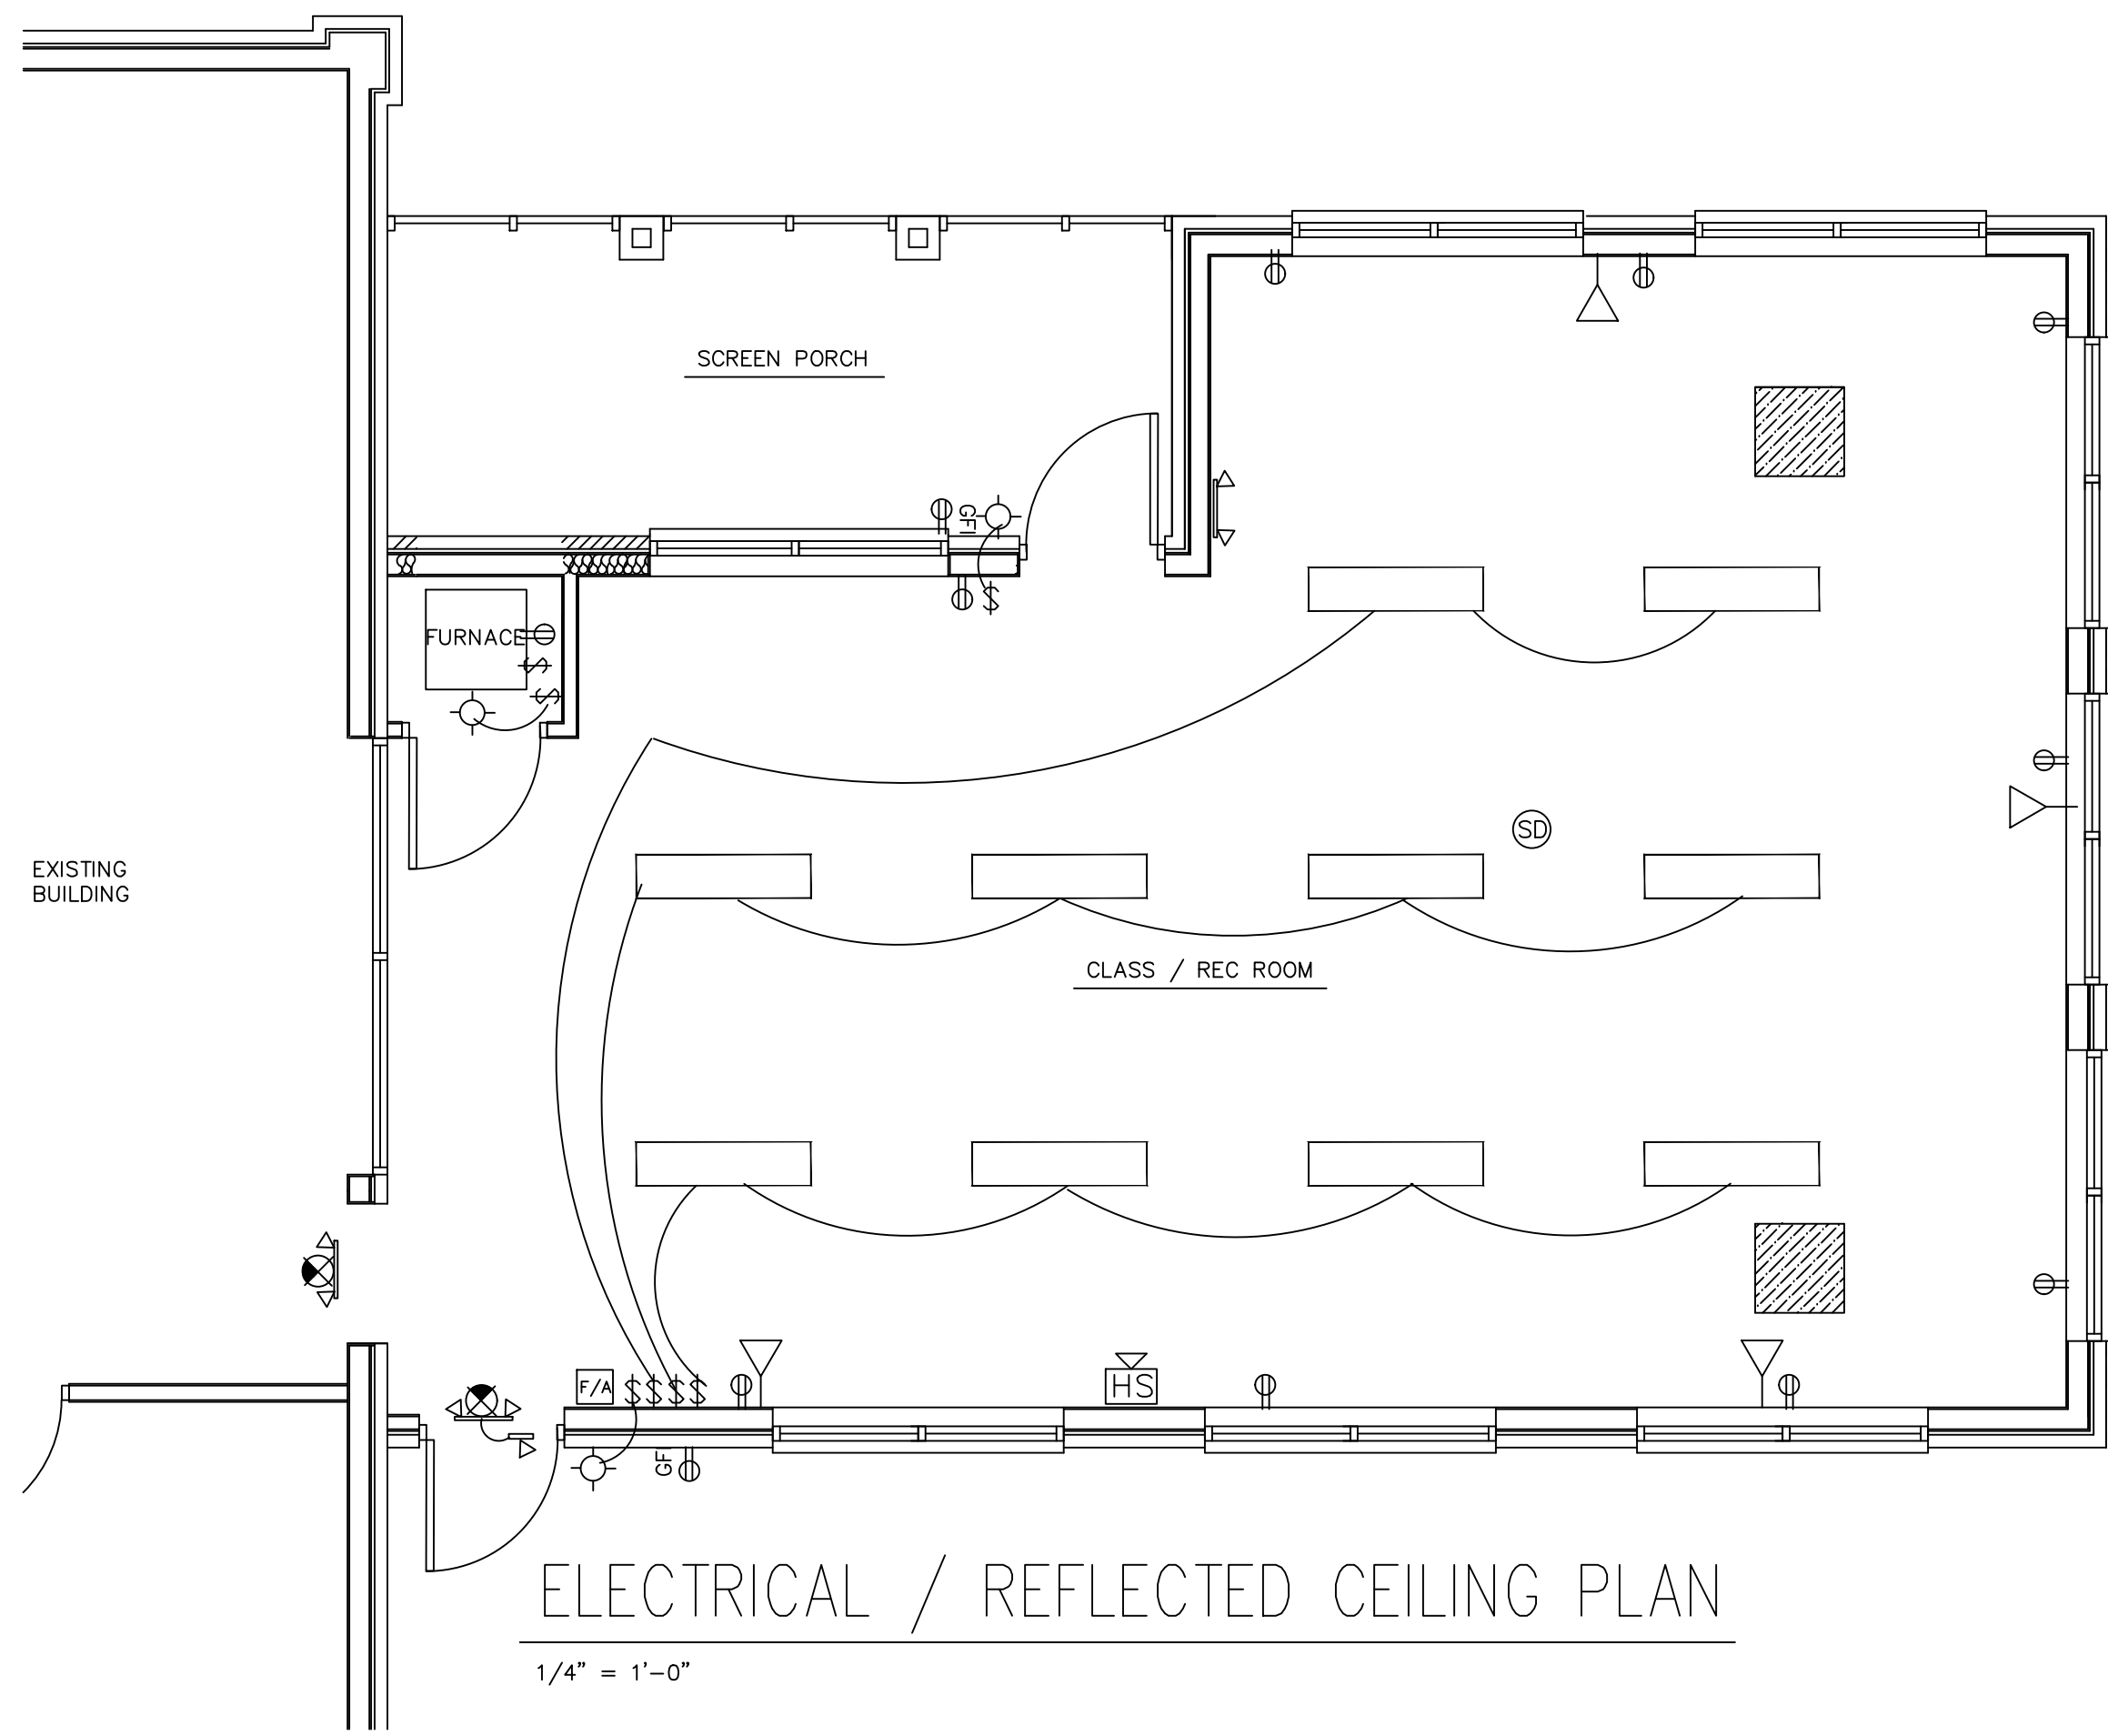 SCREEN PORCH
GFI
$
FURNACE
$
$
SD
EXISTING
BUILDING
CLASS / REC ROOM
F/A
$ $ $ $
HS
GFI
ELECTRICAL / REFLECTED CEILING PLAN
1/4" = 1'-0"